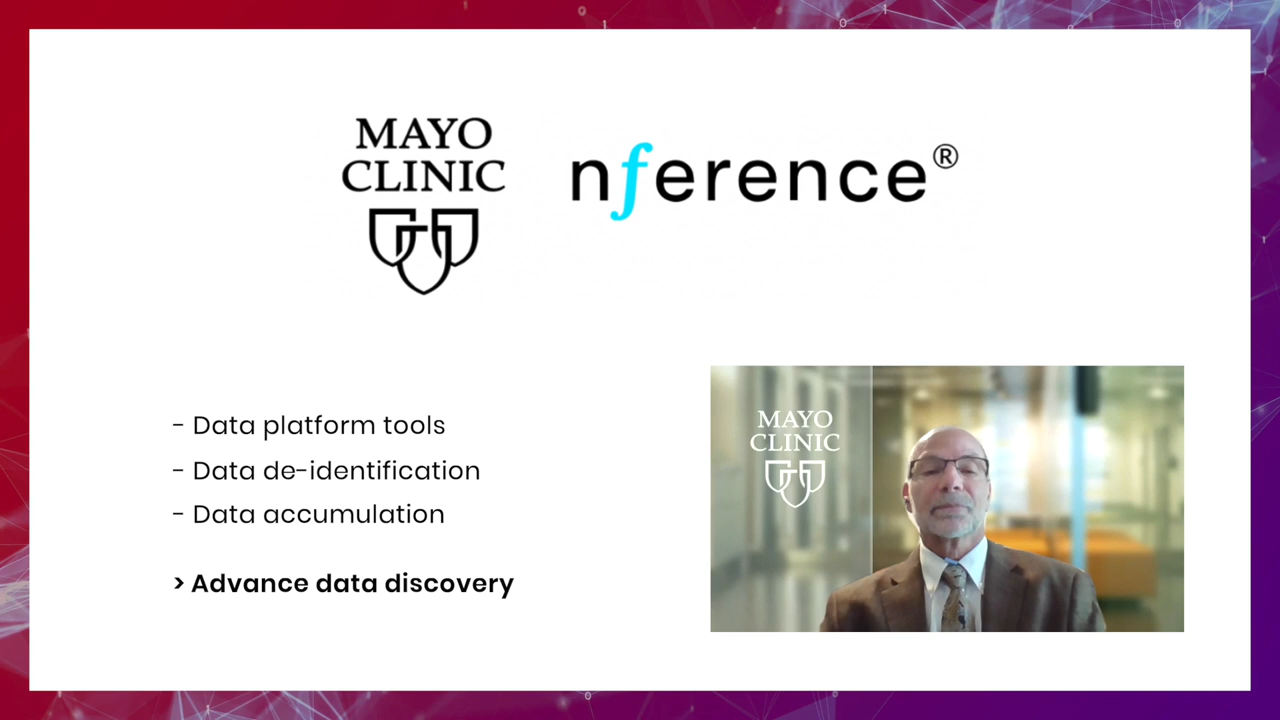 MAYO
CLINIC
nference®
- Data platform tools
- Data de-identification
- Data accumulation
> Advance data discovery
MAYO
CLINIC